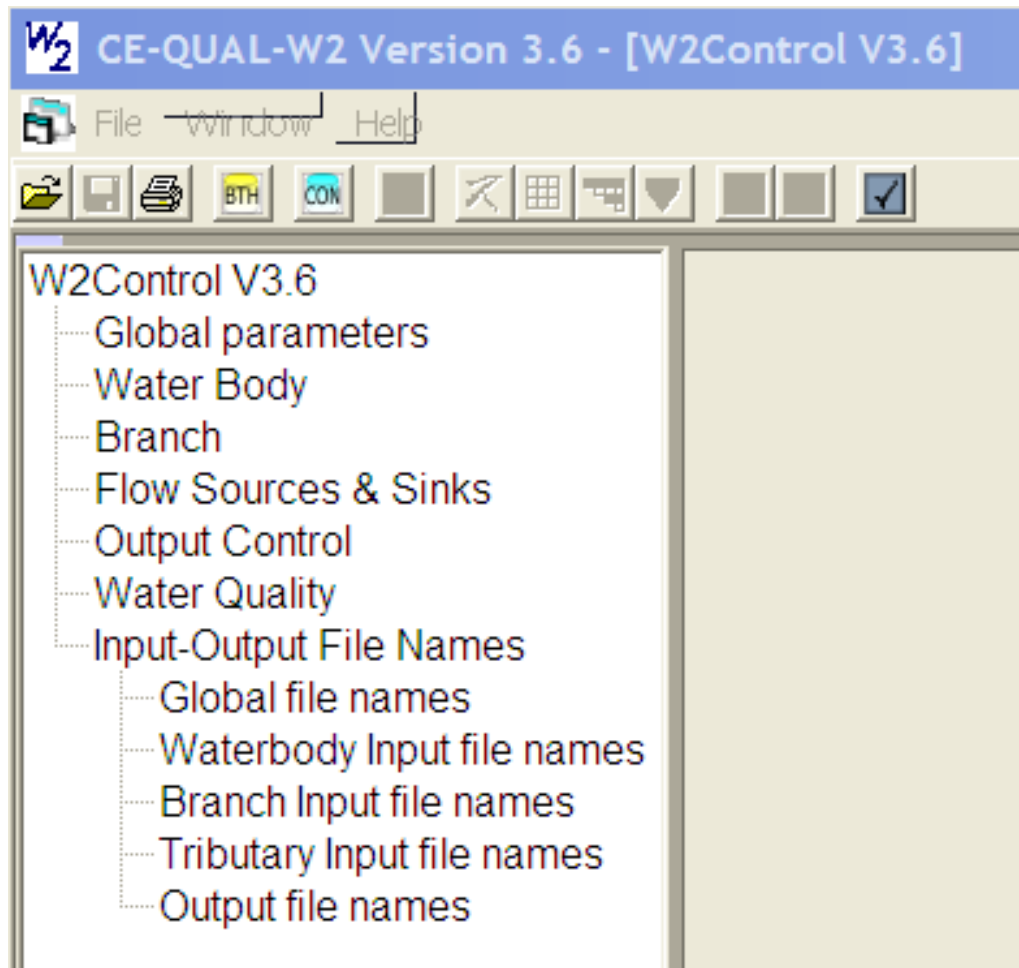 W2 CE-QUAL-W2 Version 3.6 - [W2Control V3.6]
File Window Help
BTH CON
W2Control V3.6
Global parameters
Water Body
Branch
Flow Sources & Sinks
Output Control
Water Quality
Input-Output File Names
Global file names
Waterbody Input file names
Branch Input file names
Tributary Input file names
Output file names